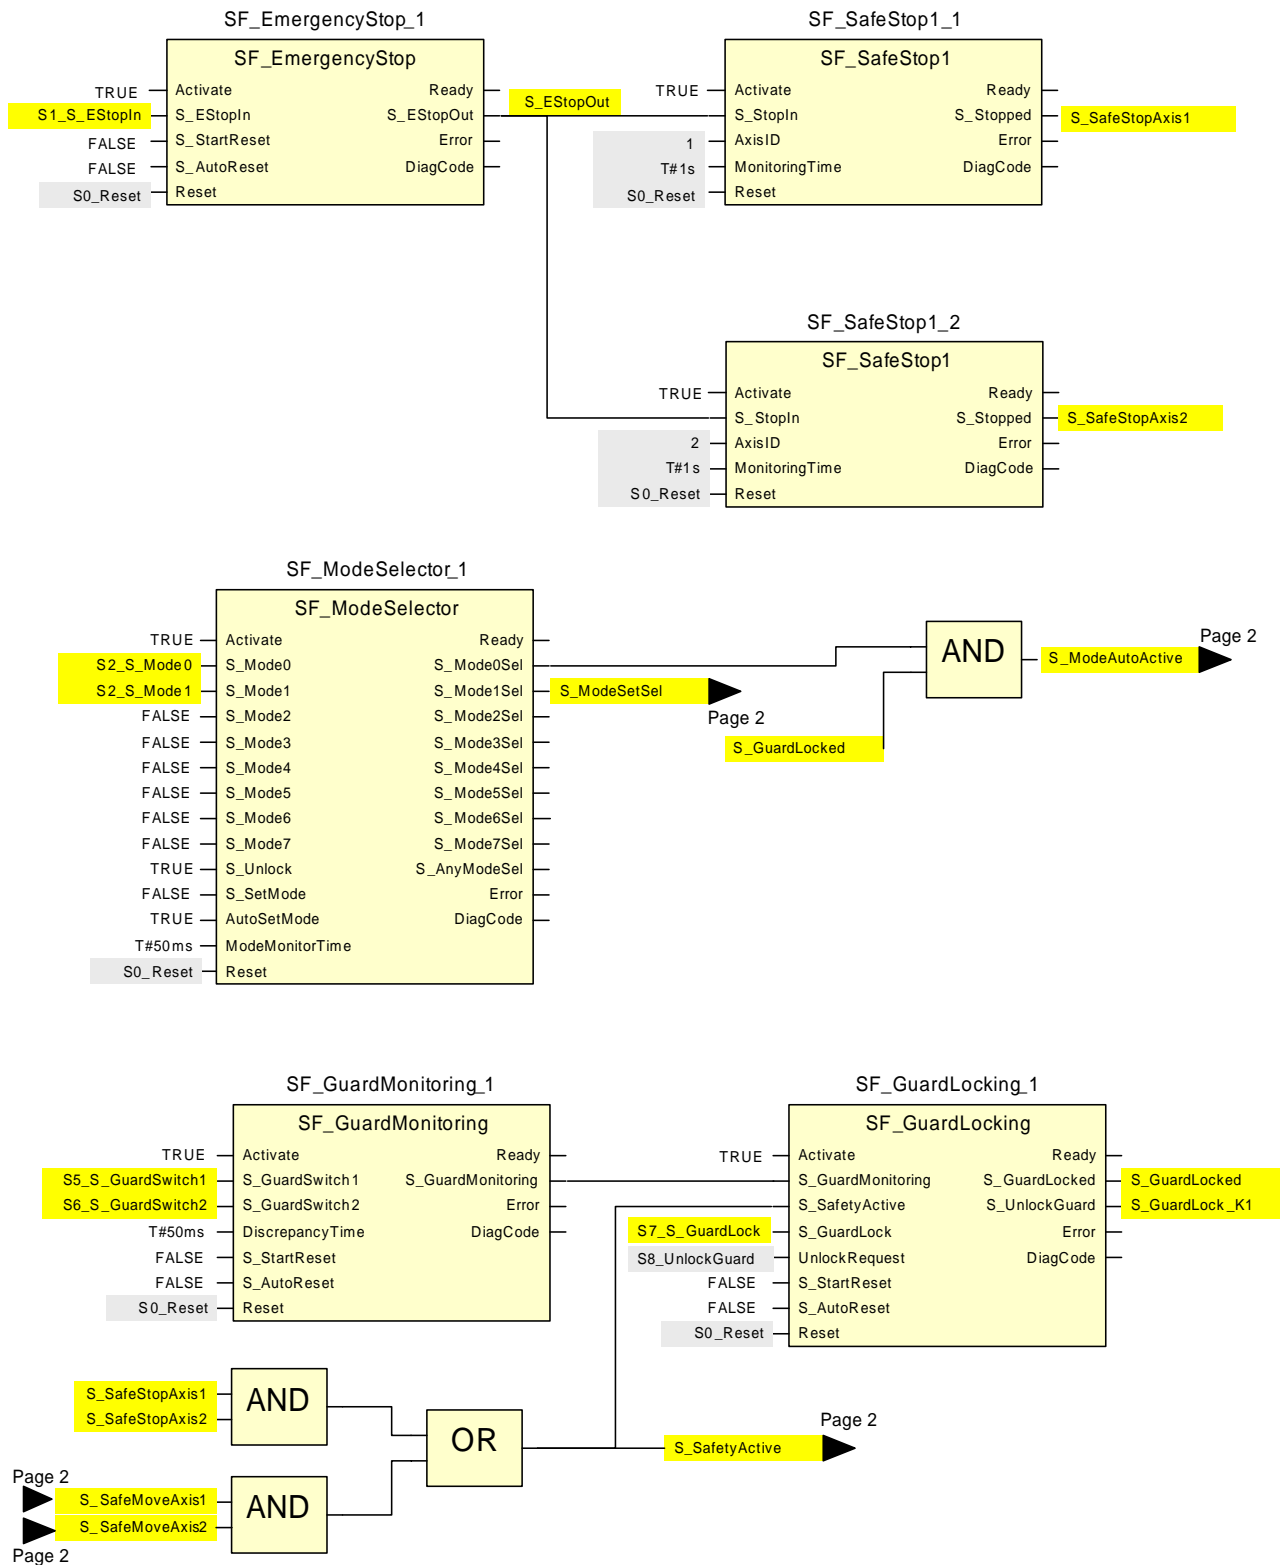 SF_EmergencyStop_1
SF_EmergencyStop
TRUE Activate Ready
S1_S_EStopIn S_EStopIn S_EStopOut S_EStopOut
FALSE S_StartReset Error
FALSE S_AutoReset DiagCode
S0_Reset Reset
SF_SafeStop1_1
SF_SafeStop1
TRUE Activate Ready
S_StopIn S_Stopped S_SafeStopAxis1
1 AxisID Error
T#1s MonitoringTime DiagCode
S0_Reset Reset
SF_SafeStop1_2
SF_SafeStop1
TRUE Activate Ready
S_StopIn S_Stopped S_SafeStopAxis2
2 AxisID Error
T#1s MonitoringTime DiagCode
S0_Reset Reset
SF_ModeSelector_1
SF_ModeSelector
TRUE Activate Ready
S2_S_Mode0 S_Mode0 S_Mode0Sel
S2_S_Mode1 S_Mode1 S_Mode1Sel S_ModeSetSel
FALSE S_Mode2 S_Mode2Sel
FALSE S_Mode3 S_Mode3Sel
FALSE S_Mode4 S_Mode4Sel
FALSE S_Mode5 S_Mode5Sel
FALSE S_Mode6 S_Mode6Sel
FALSE S_Mode7 S_Mode7Sel
TRUE S_Unlock S_AnyModeSel
FALSE S_SetMode Error
TRUE AutoSetMode DiagCode
T#50ms ModeMonitorTime
S0_Reset Reset
Page 2
S_GuardLocked
AND
S_ModeAutoActive
Page 2
SF_GuardMonitoring_1
SF_GuardMonitoring
TRUE Activate Ready
S5_S_GuardSwitch1 S_GuardSwitch1 S_GuardMonitoring
S6_S_GuardSwitch2 S_GuardSwitch2 Error
T#50ms DiscrepancyTime DiagCode
FALSE S_StartReset
FALSE S_AutoReset
S0_Reset Reset
SF_GuardLocking_1
SF_GuardLocking
TRUE Activate Ready
S_GuardMonitoring S_GuardLocked S_GuardLocked
S_SafetyActive S_UnlockGuard S_GuardLock_K1
S7_S_GuardLock S_GuardLock Error
S8_UnlockGuard UnlockRequest DiagCode
FALSE S_StartReset
FALSE S_AutoReset
S0_Reset Reset
S_SafeStopAxis1
S_SafeStopAxis2
AND
OR
S_SafetyActive
Page 2
Page 2
S_SafeMoveAxis1
S_SafeMoveAxis2
AND
Page 2